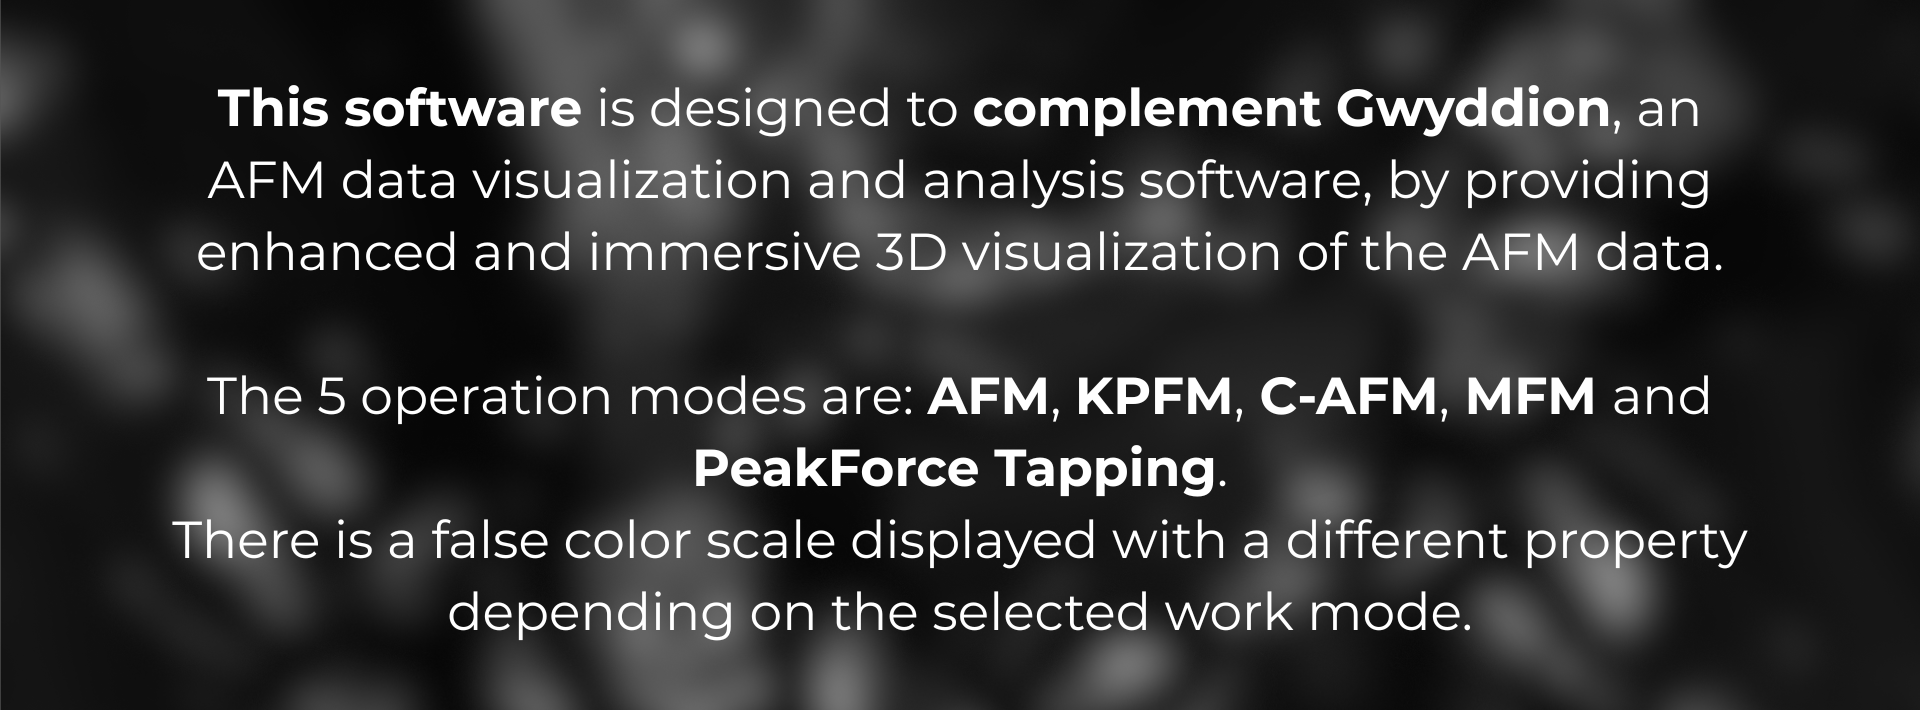 This software is designed to complement Gwyddion, an
AFM data visualization and analysis software, by providing
enhanced and immersive 3D visualization of the AFM data.
The 5 operation modes are: AFM, KPFM, C-AFM, MFM and
PeakForce Tapping.
There is a false color scale displayed with a different property
depending on the selected work mode.